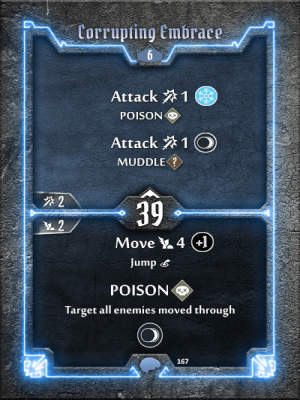 Corrupting Embrace
6
Attack 1
POISON
Attack 1
MUDDLE ?
2
39
2
Move 4 +1
Jump
POISON
Target all enemies moved through
167